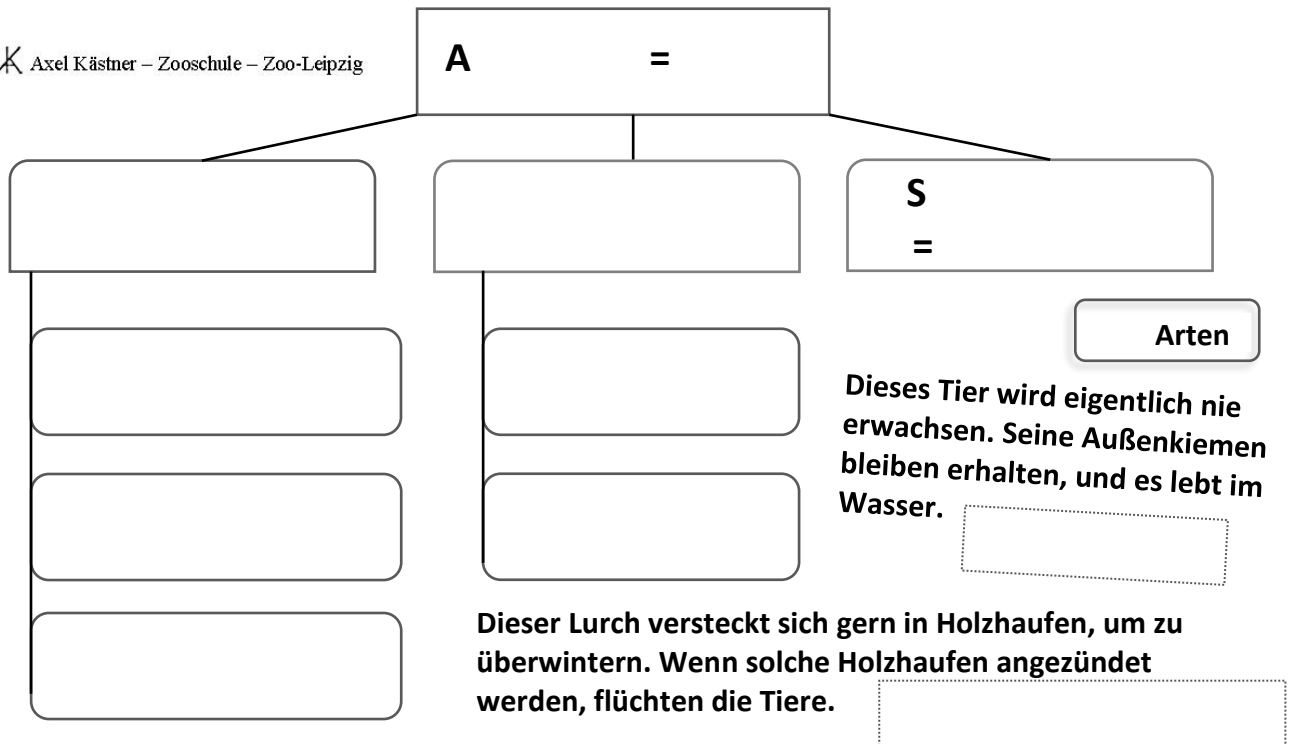 Axel Kästner – Zooschule – Zoo-Leipzig
A =
S
=
Arten
Dieses Tier wird eigentlich nie
erwachsen. Seine Außenkiemen
bleiben erhalten, und es lebt im
Wasser.
Dieser Lurch versteckt sich gern in Holzhaufen, um zu
überwintern. Wenn solche Holzhaufen angezündet
werden, flüchten die Tiere.